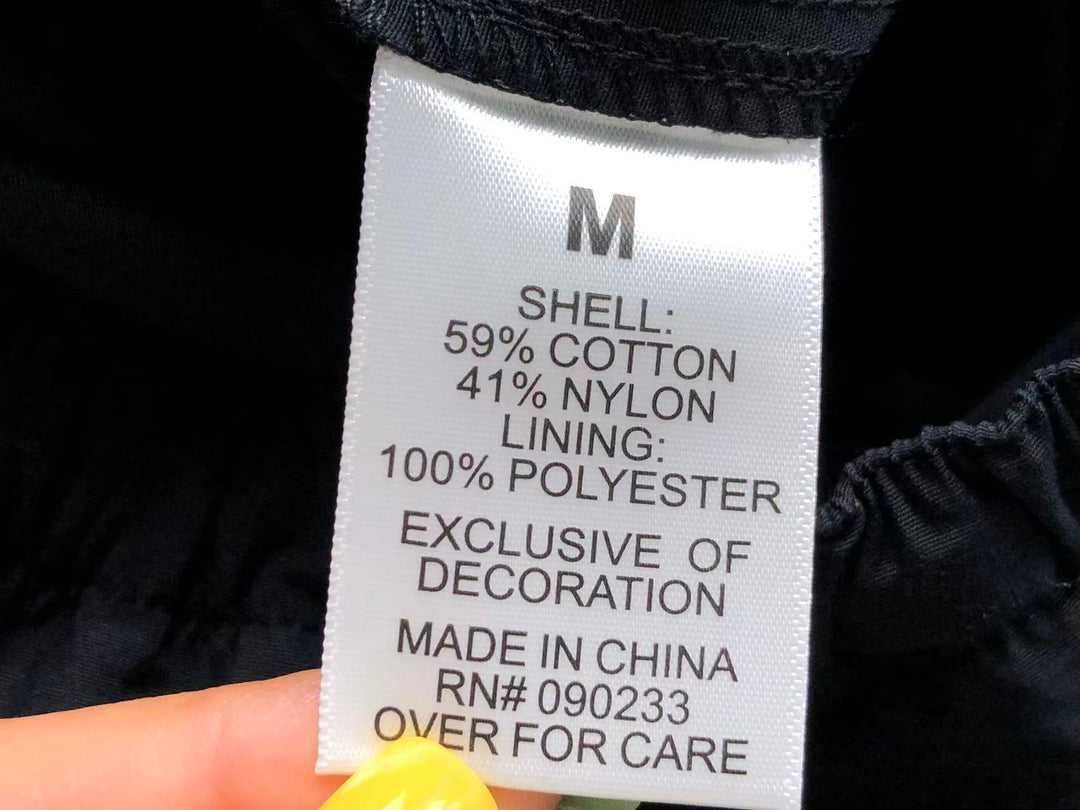 M
SHELL:
59% COTTON
41% NYLON
LINING:
100% POLYESTER
EXCLUSIVE OF
DECORATION
MADE IN CHINA
RN# 090233
OVER FOR CARE